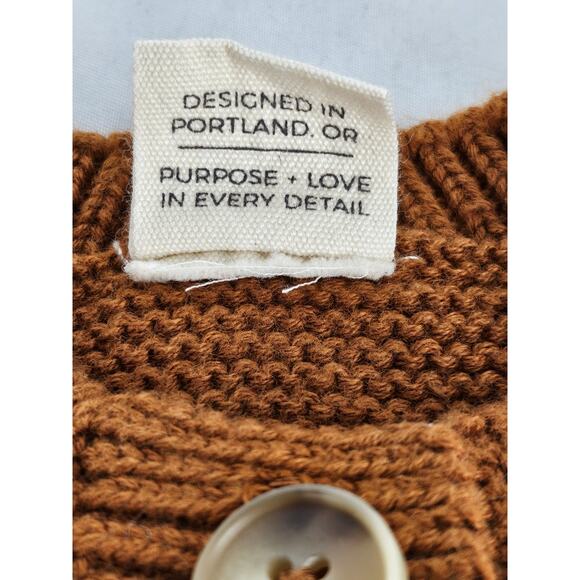 DESIGNED IN
PORTLAND, OR
PURPOSE + LOVE
IN EVERY DETAIL